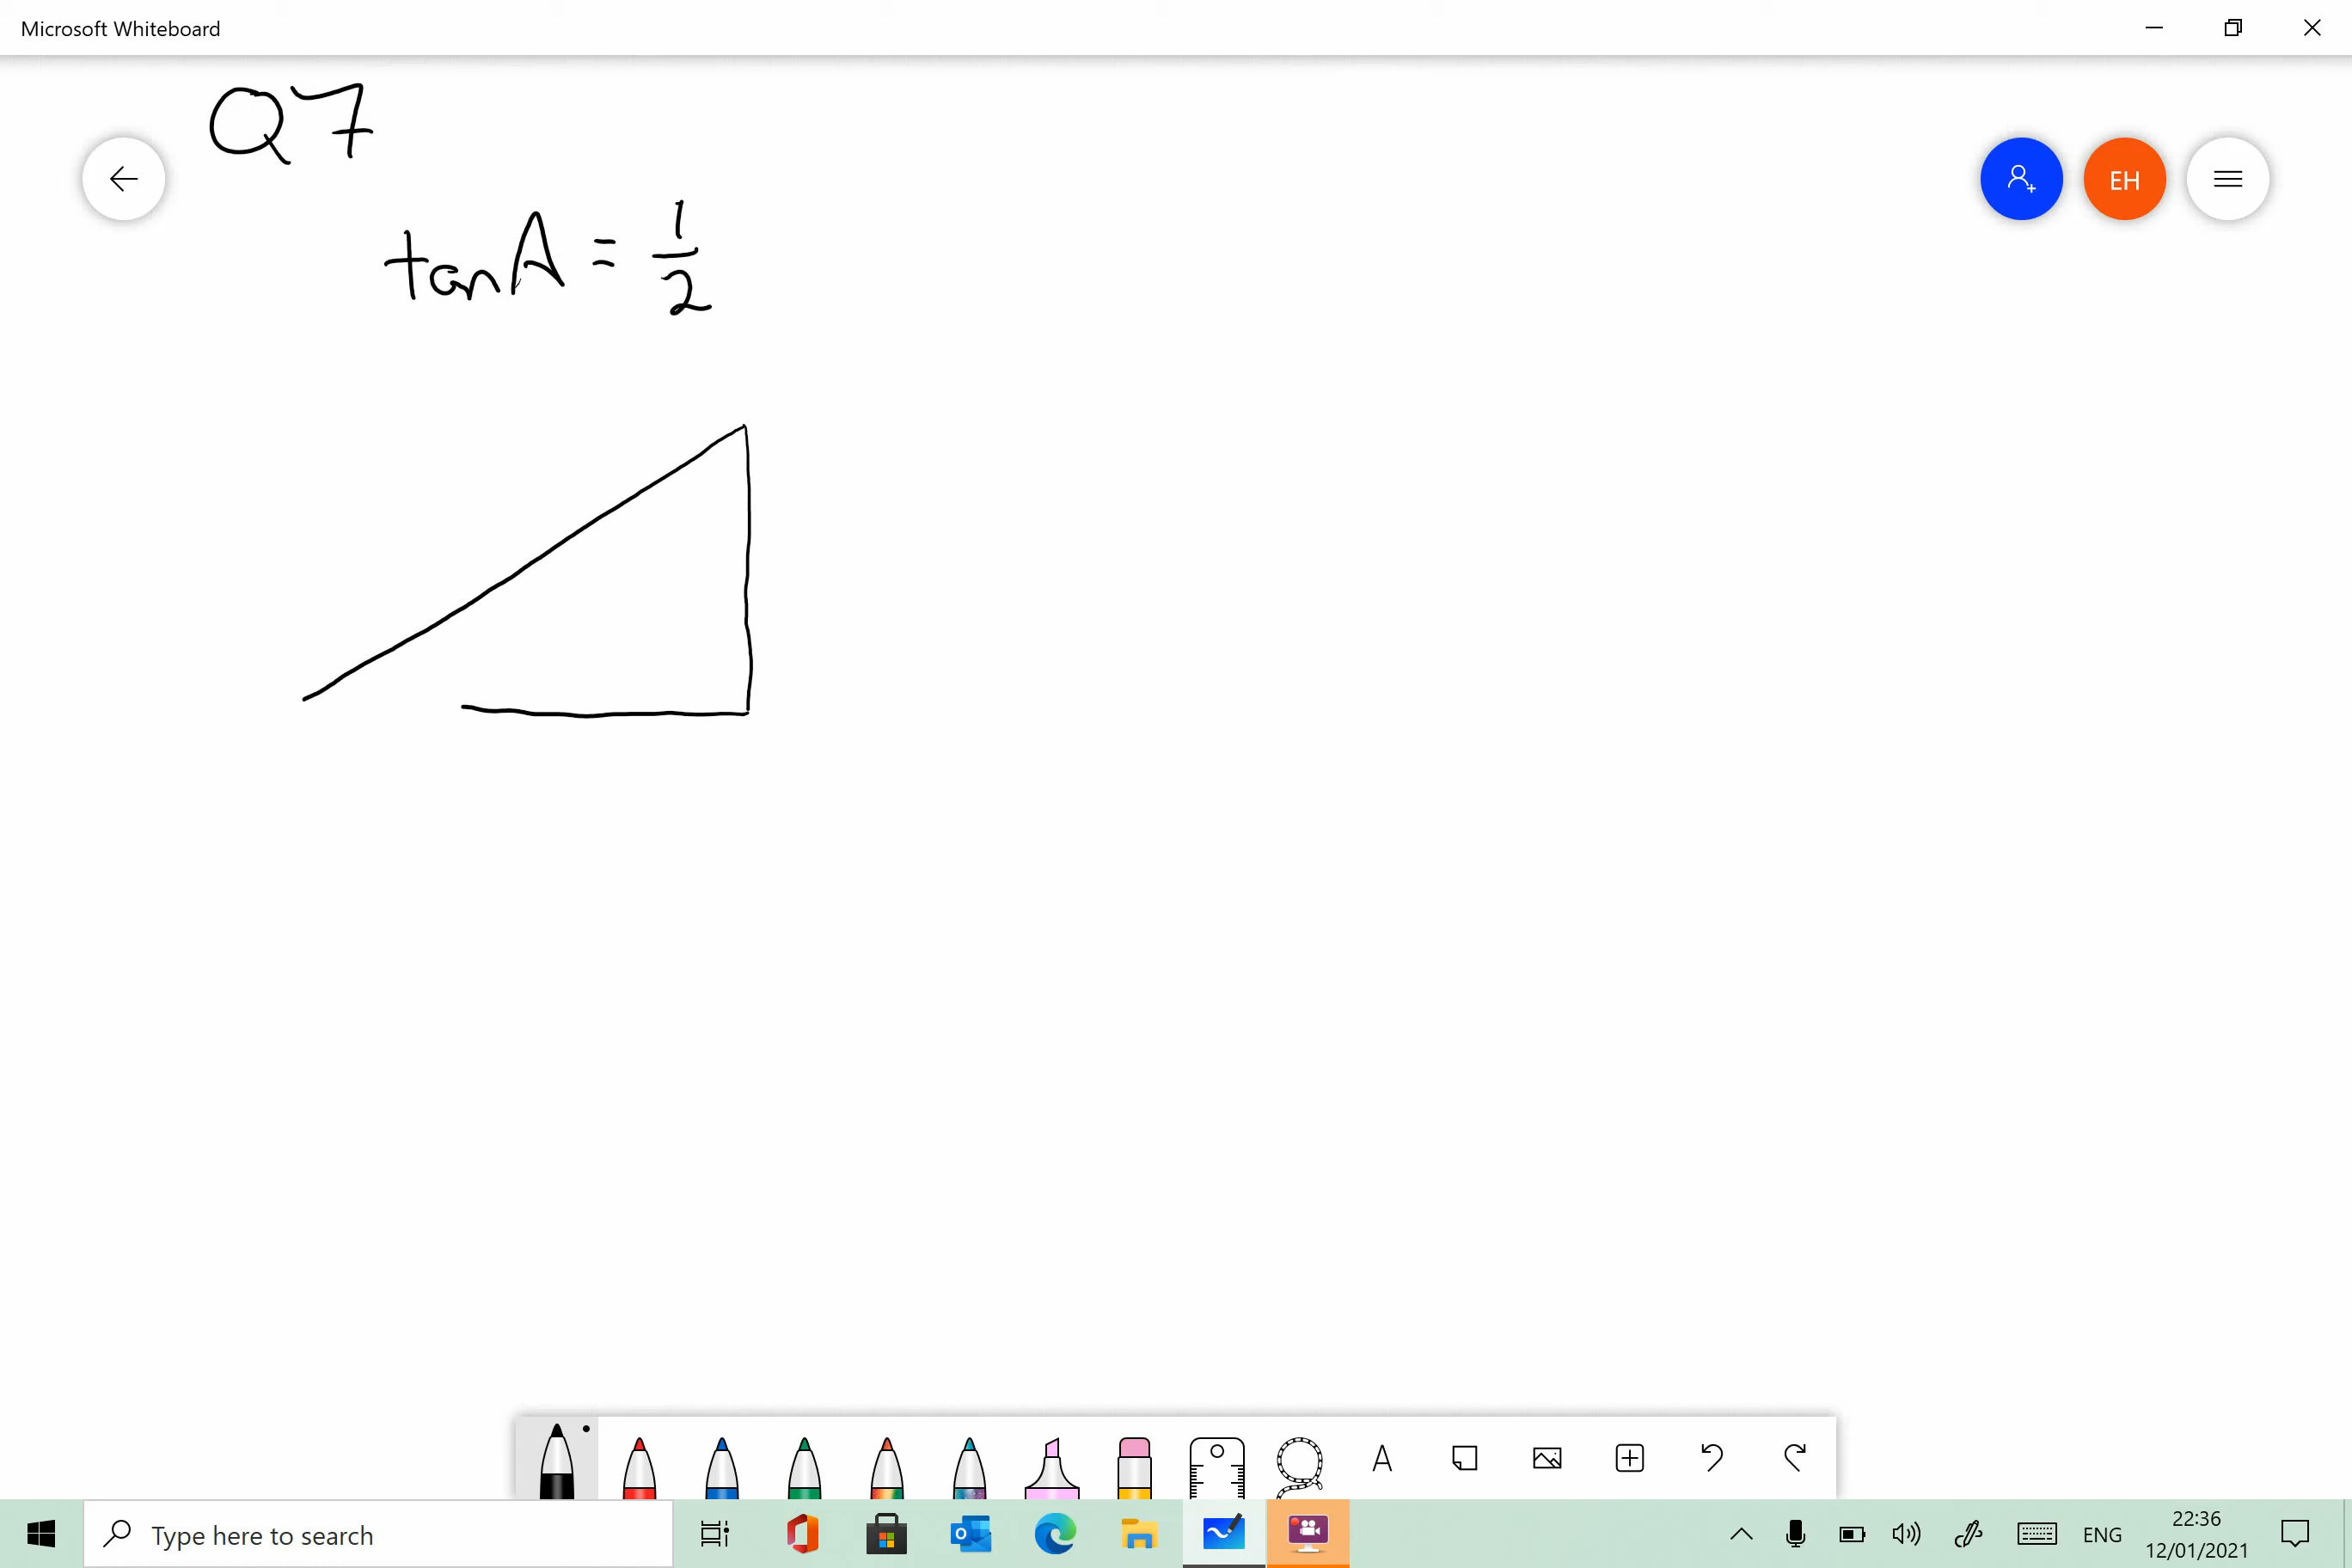 Microsoft Whiteboard
Q7
EH
tanA = 1/2
A
Type here to search
ENG
22:36
12/01/2021